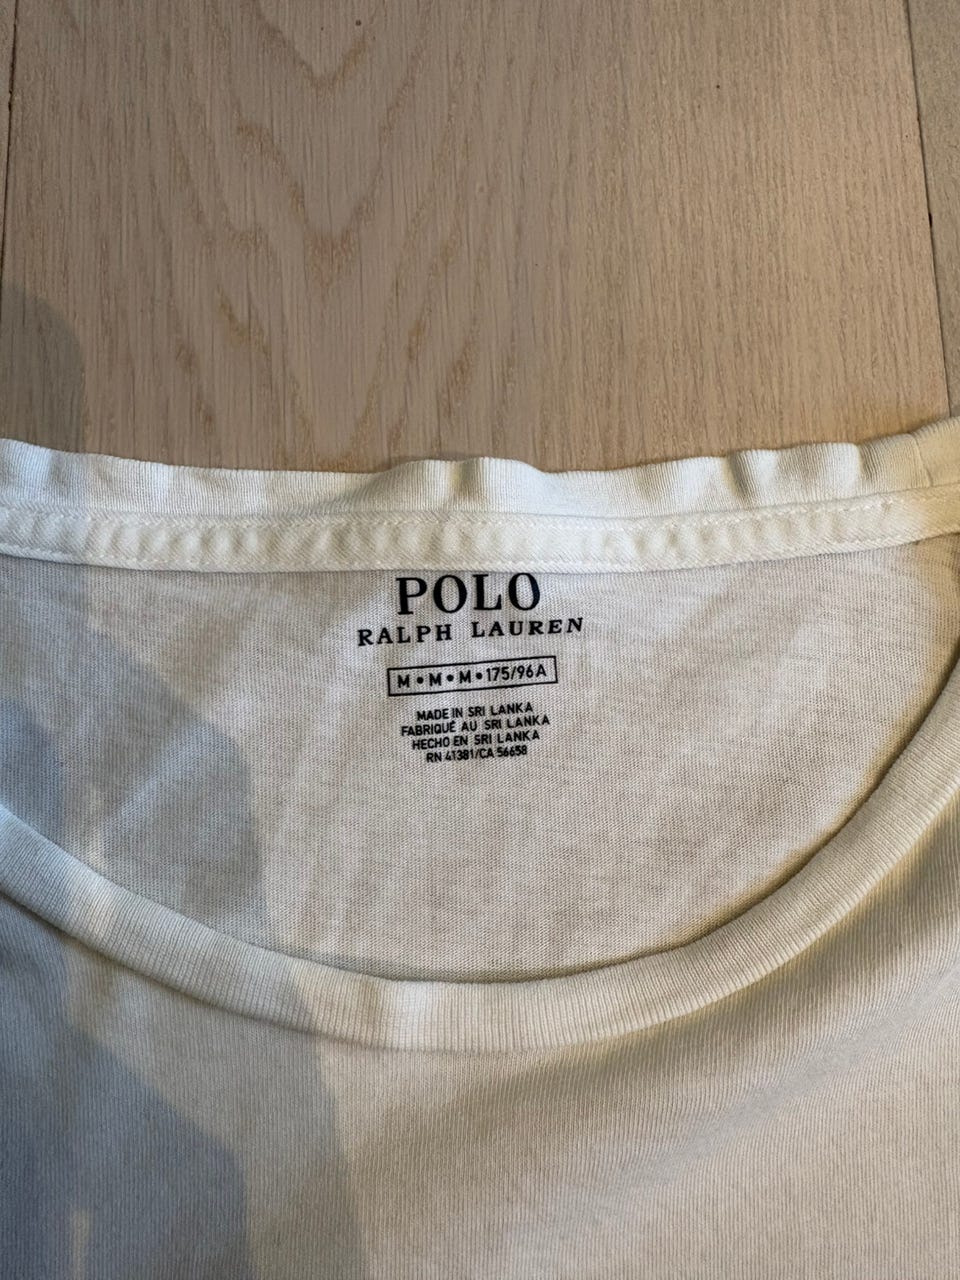 POLO
RALPH LAUREN
M • M • M • 175/96A
MADE IN SRI LANKA
FABRIQUÉ AU SRI LANKA
HECHO EN SRI LANKA
RN 41381/CA 56658